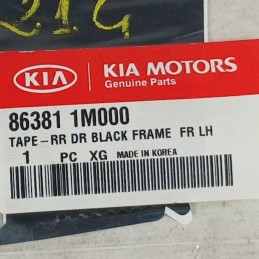 KIA
KIA MOTORS
Genuine Parts
86381 1M000
TAPE-RR DR BLACK FRAME FR LH
1 PC XG MADE IN KOREA